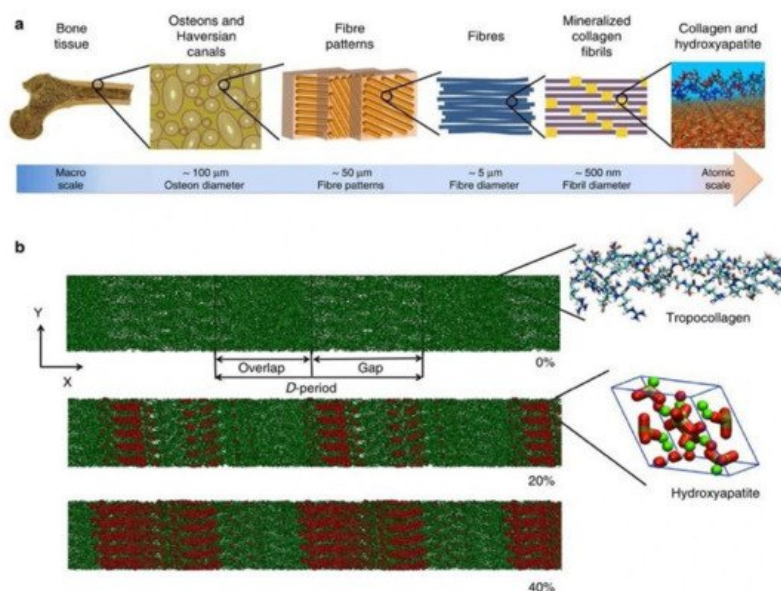 a
Bone
tissue
Osteons and
Haversian
canals
Fibre
patterns
Fibres
Mineralized
collagen
fibrils
Collagen and
hydroxyapatite
Macro
scale
~ 100 μm
Osteon diameter
~ 50 μm
Fibre patterns
~ 5 μm
Fibre diameter
~ 500 nm
Fibril diameter
Atomic
scale
b
Y
X
Overlap
Gap
D-period
0%
Tropocollagen
20%
Hydroxyapatite
40%